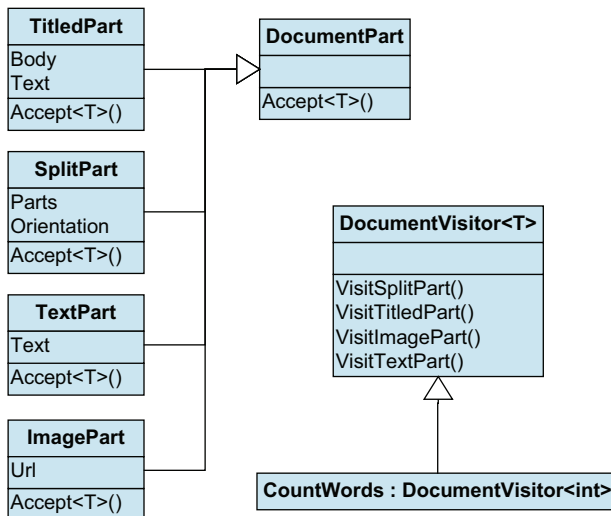 TitledPart
Body
Text
Accept<T>()
DocumentPart
Accept<T>()
SplitPart
Parts
Orientation
Accept<T>()
DocumentVisitor<T>
VisitSplitPart()
VisitTitledPart()
VisitImagePart()
VisitTextPart()
TextPart
Text
Accept<T>()
ImagePart
Url
Accept<T>()
CountWords : DocumentVisitor<int>